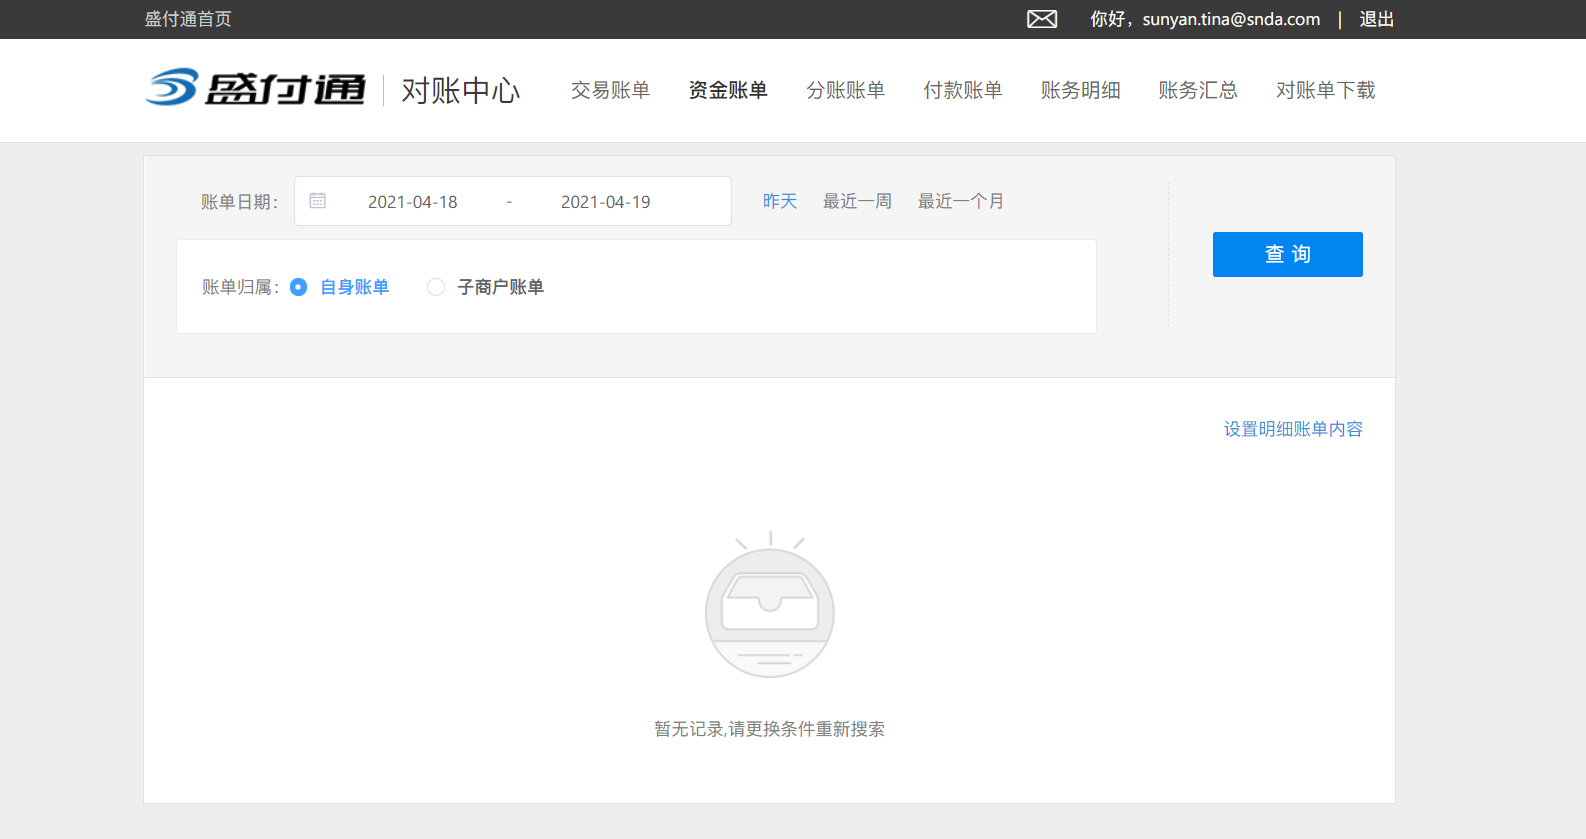 盛付通首页 你好，sunyan.tina@snda.com | 退出
盛付通 对账中心 交易账单 资金账单 分账账单 付款账单 账务明细 账务汇总 对账单下载
账单日期： 2021-04-18 - 2021-04-19 昨天 最近一周 最近一个月
查 询
账单归属： 自身账单 子商户账单
设置明细账单内容
暂无记录,请更换条件重新搜索